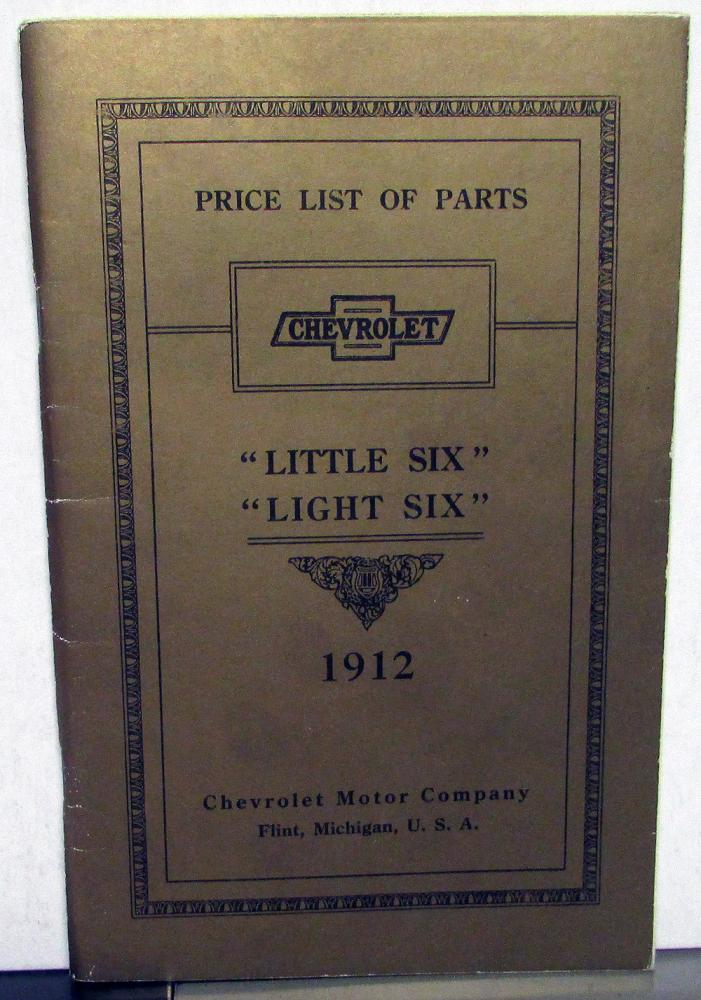 PRICE LIST OF PARTS
CHEVROLET
"LITTLE SIX"
"LIGHT SIX"
1912
Chevrolet Motor Company
Flint, Michigan, U. S. A.